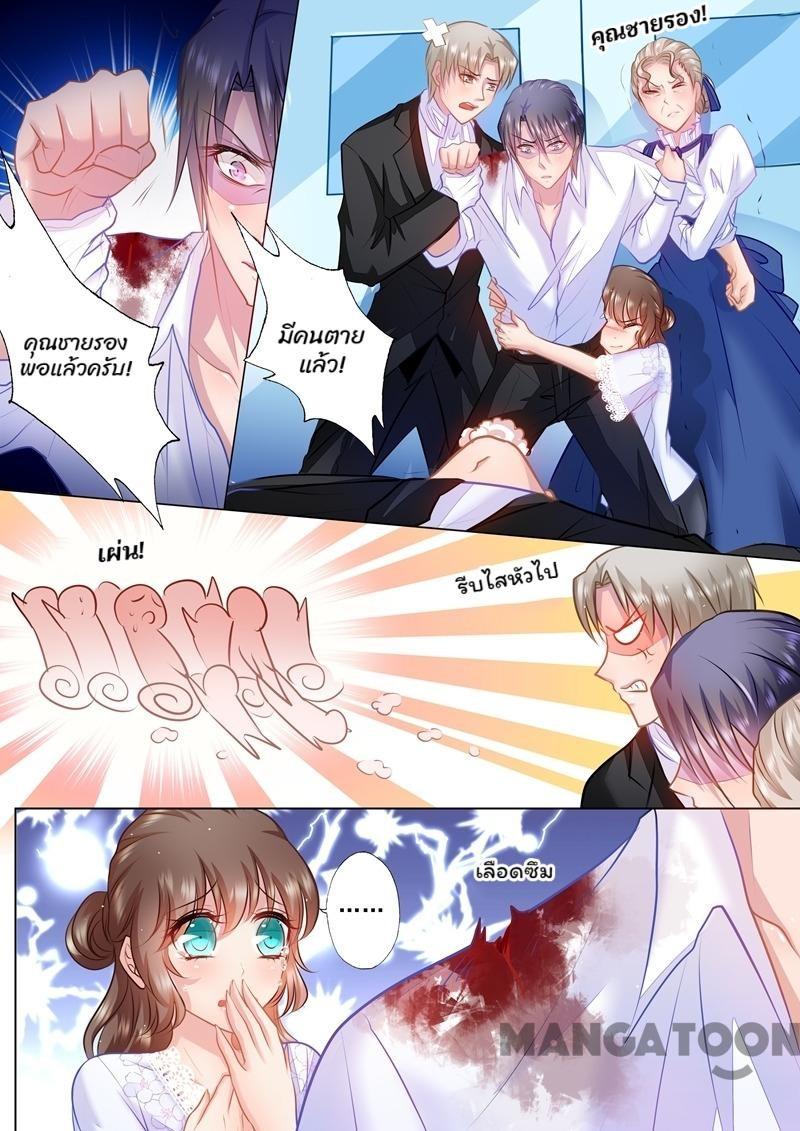 คุณชายรอง!
คุณชายรอง
พอแล้วครับ!
มีคนตาย
แล้ว!
เผ่น!
รีบไสหัวไป
......
เลือดซึม
MANGATOON